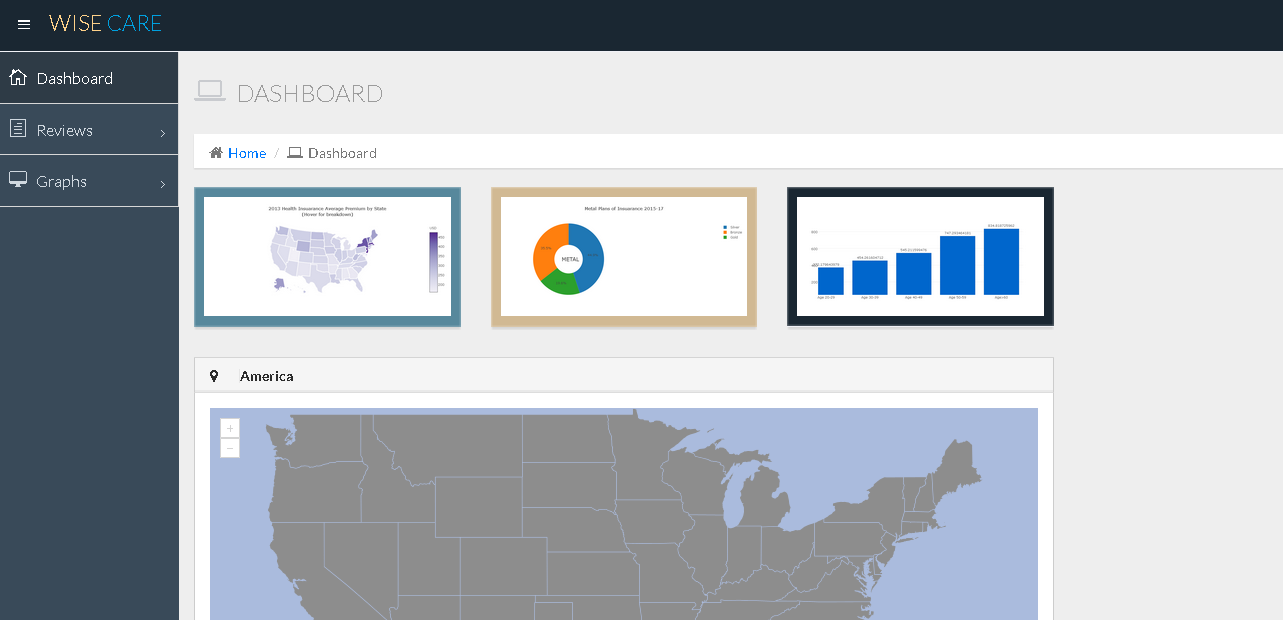 WISE CARE
Dashboard
Reviews
Graphs
DASHBOARD
Home / Dashboard
2013 Health Insuarance Average Premium by State
(Hover for breakdown)
Metal Plans of Insuarance 2015-17
METAL
Silver
Bronze
Gold
Age 20-29
Age 30-39
Age 40-49
Age 50-59
Age>60
America